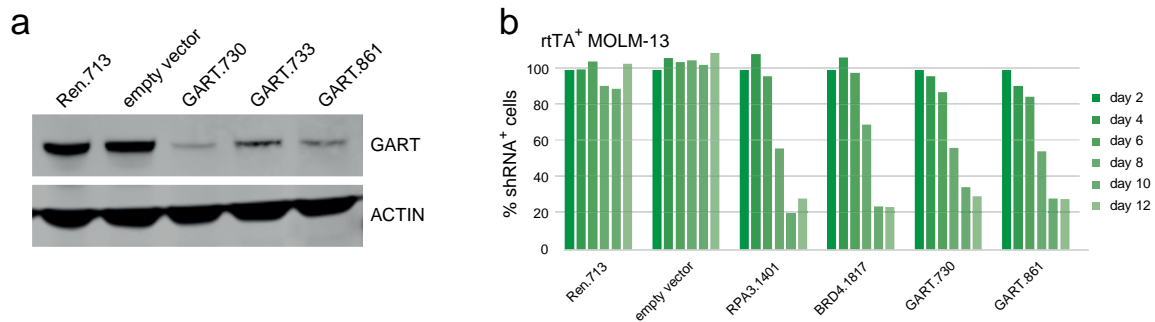 a
Ren.713
empty vector
GART.730
GART.733
GART.861
GART
ACTIN
b
rtTA+ MOLM-13
% shRNA+ cells
100
80
60
40
20
0
Ren.713
empty vector
RPA3.1401
BRD4.1817
GART.730
GART.861
day 2
day 4
day 6
day 8
day 10
day 12